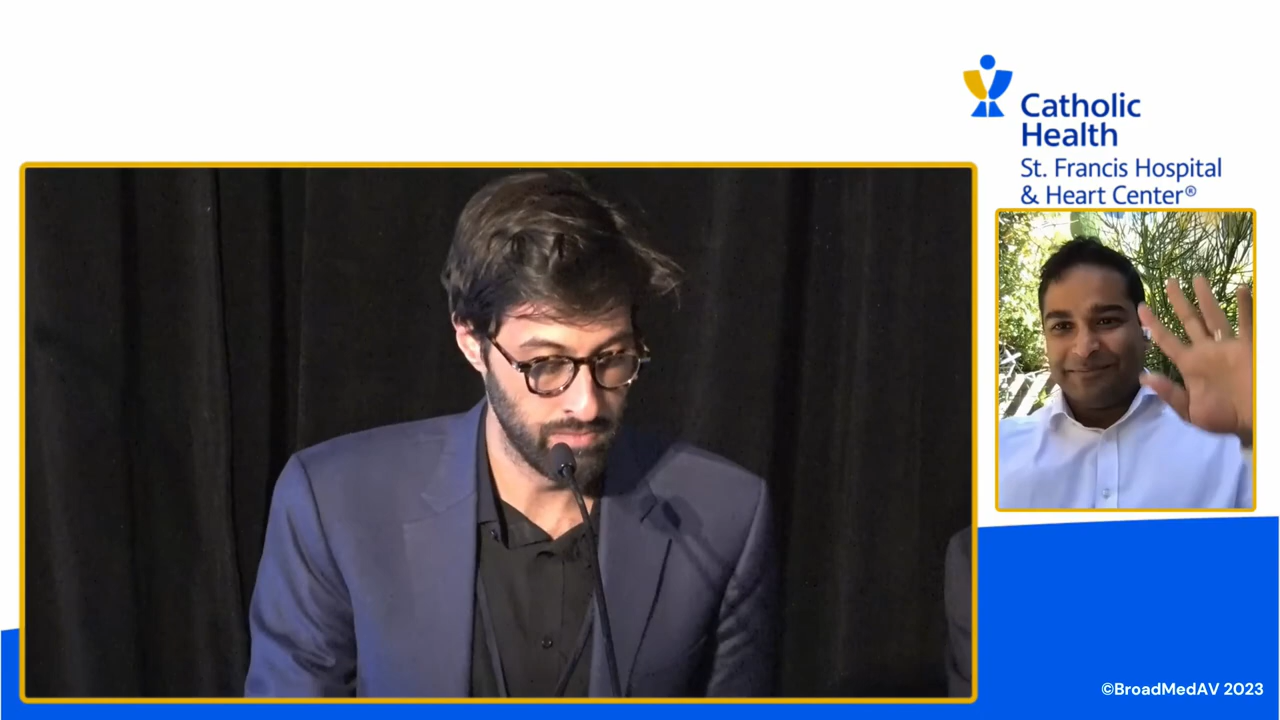 Catholic
Health
St. Francis Hospital
& Heart Center®
©BroadMedAV 2023